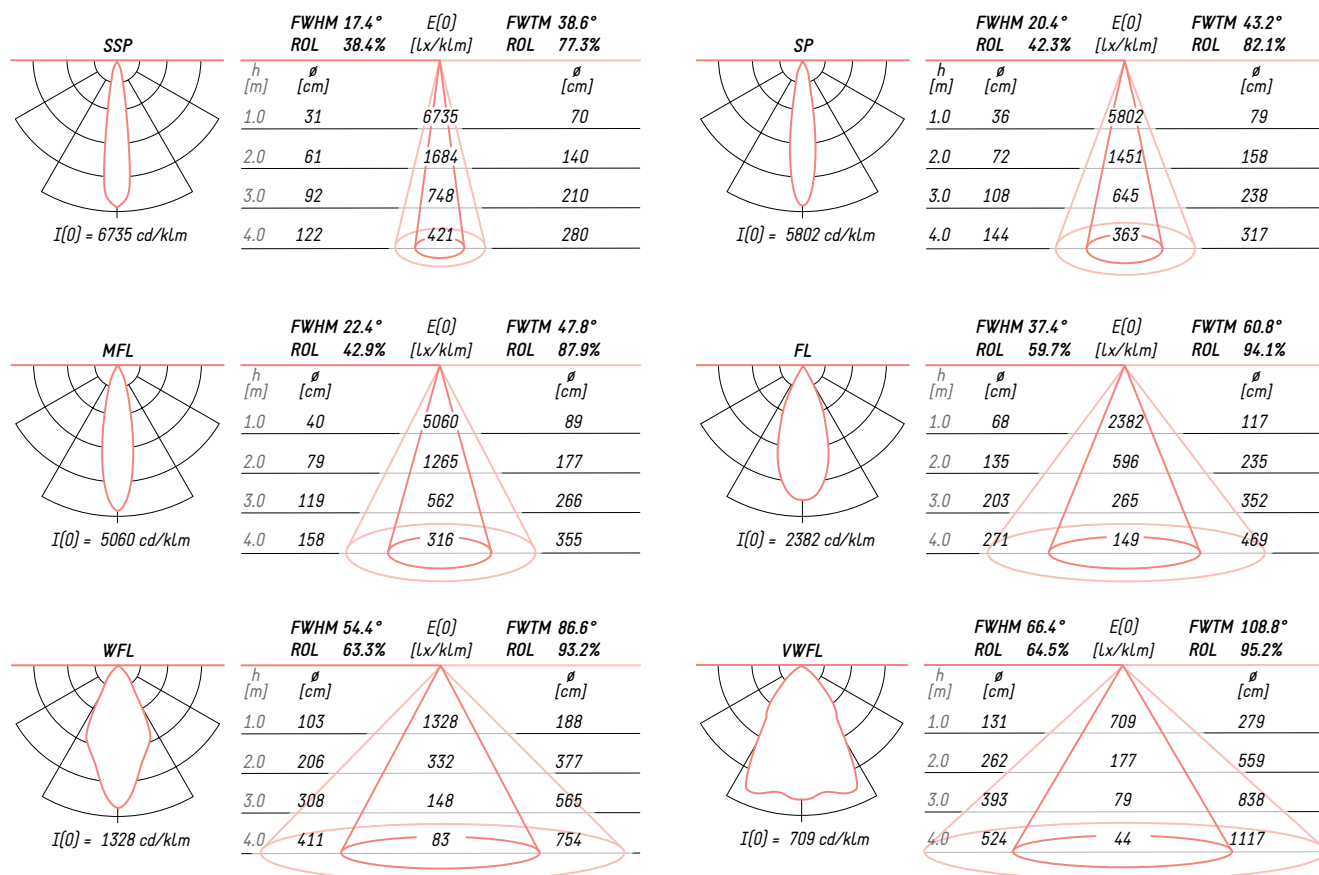 SSP
I(0) = 6735 cd/klm
FWHM 17.4° E(0) FWTM 38.6°
ROL 38.4% [lx/klm] ROL 77.3%
h ø ø
[m] [cm] [cm]
1.0 31 6735 70
2.0 61 1684 140
3.0 92 748 210
4.0 122 421 280
SP
I(0) = 5802 cd/klm
FWHM 20.4° E(0) FWTM 43.2°
ROL 42.3% [lx/klm] ROL 82.1%
h ø ø
[m] [cm] [cm]
1.0 36 5802 79
2.0 72 1451 158
3.0 108 645 238
4.0 144 363 317
MFL
I(0) = 5060 cd/klm
FWHM 22.4° E(0) FWTM 47.8°
ROL 42.9% [lx/klm] ROL 87.9%
h ø ø
[m] [cm] [cm]
1.0 40 5060 89
2.0 79 1265 177
3.0 119 562 266
4.0 158 316 355
FL
I(0) = 2382 cd/klm
FWHM 37.4° E(0) FWTM 60.8°
ROL 59.7% [lx/klm] ROL 94.1%
h ø ø
[m] [cm] [cm]
1.0 68 2382 117
2.0 135 596 235
3.0 203 265 352
4.0 271 149 469
WFL
I(0) = 1328 cd/klm
FWHM 54.4° E(0) FWTM 86.6°
ROL 63.3% [lx/klm] ROL 93.2%
h ø ø
[m] [cm] [cm]
1.0 103 1328 188
2.0 206 332 377
3.0 308 148 565
4.0 411 83 754
VWFL
I(0) = 709 cd/klm
FWHM 66.4° E(0) FWTM 108.8°
ROL 64.5% [lx/klm] ROL 95.2%
h ø ø
[m] [cm] [cm]
1.0 131 709 279
2.0 262 177 559
3.0 393 79 838
4.0 524 44 1117